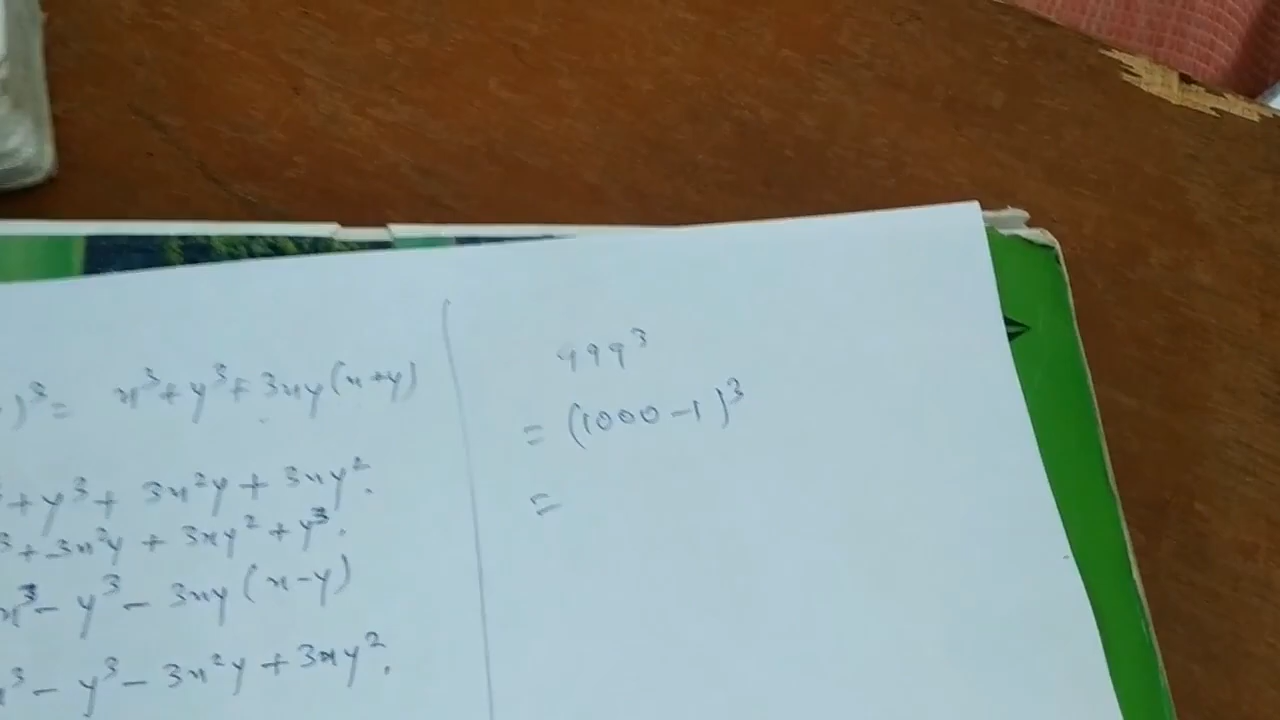 )³= x³+y³+3xy(x+y)
³+y³+ 3x²y+ 3xy².
³+3x²y + 3xy²+y³.
x³- y³- 3xy(x-y)
x³- y³- 3x²y+3xy².
999³
= (1000-1)³
=